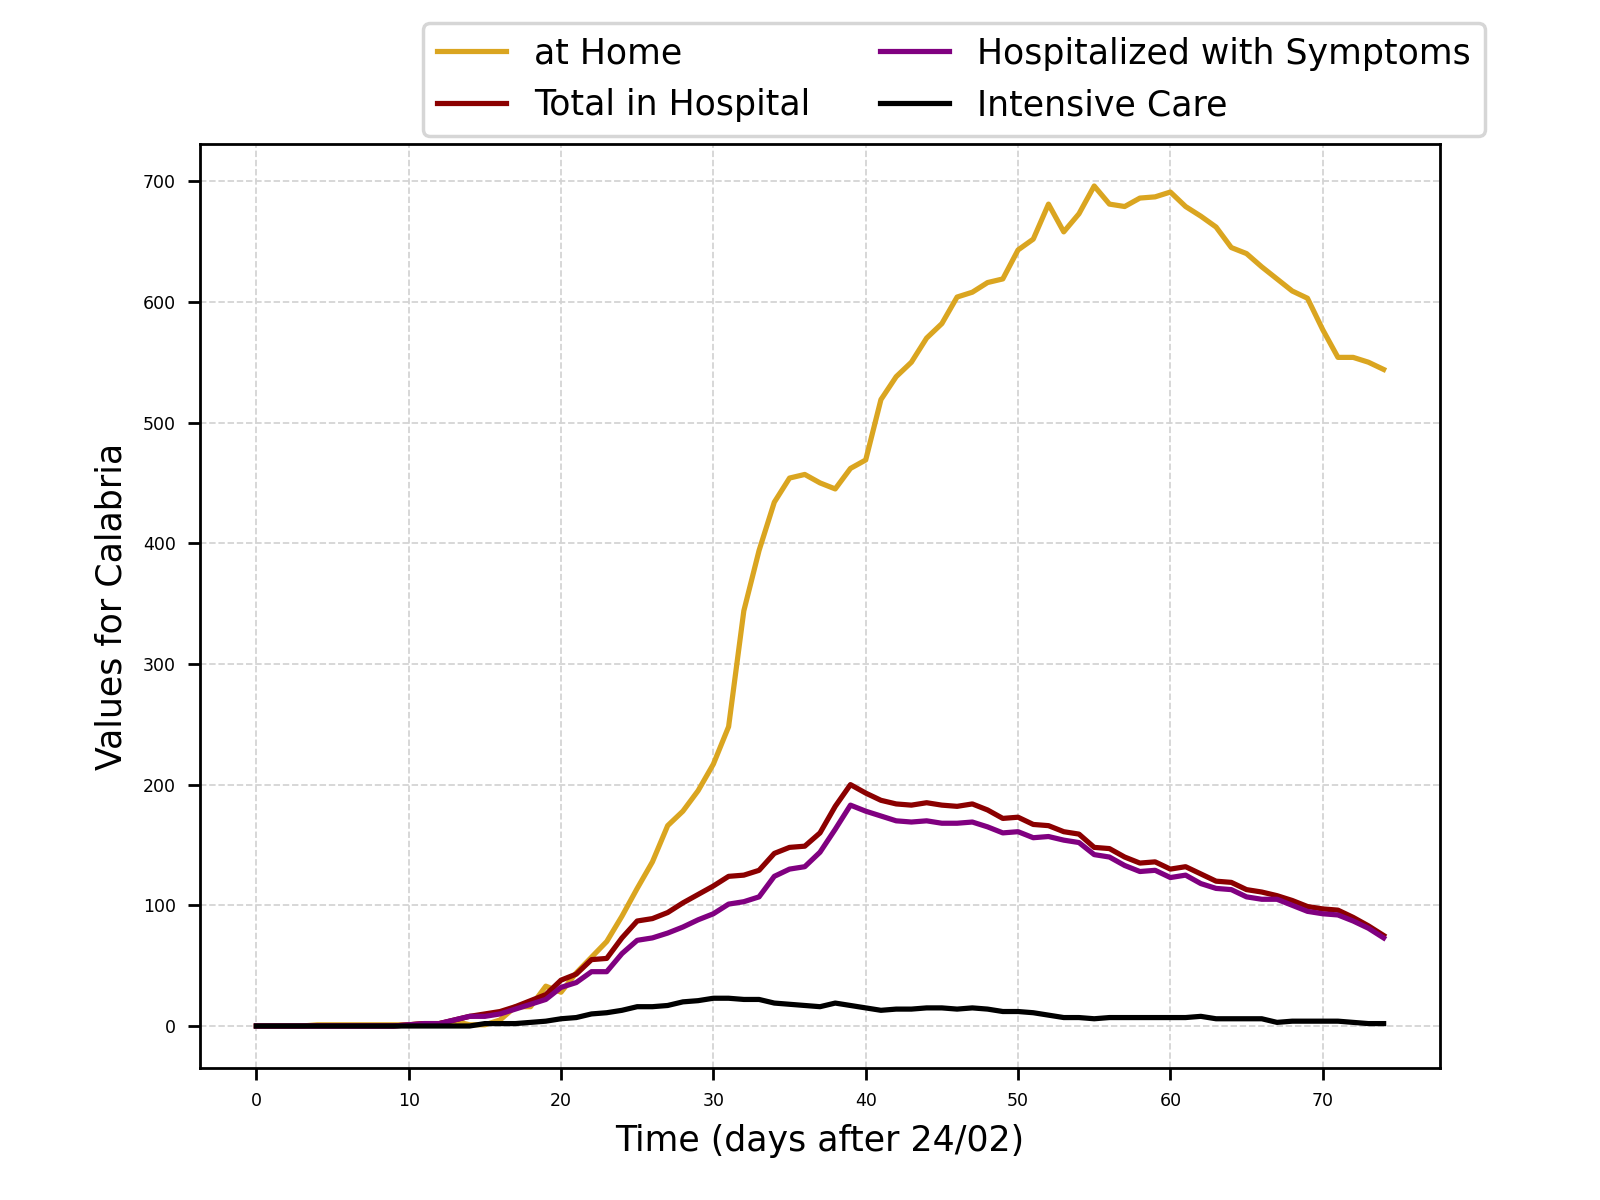 at Home
Total in Hospital
Hospitalized with Symptoms
Intensive Care
Values for Calabria
700
600
500
400
300
200
100
0
0 10 20 30 40 50 60 70
Time (days after 24/02)